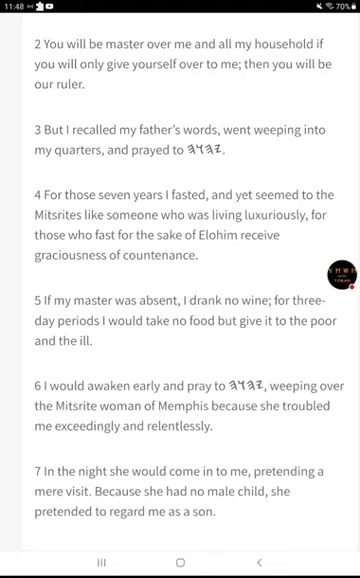 11:48
70%
2 You will be master over me and all my household if
you will only give yourself over to me; then you will be
our ruler.
3 But I recalled my father's words, went weeping into
my quarters, and prayed to 𐤉𐤄𐤅𐤄.
4 For those seven years I fasted, and yet seemed to the
Mitsrites like someone who was living luxuriously, for
those who fast for the sake of Elohim receive
graciousness of countenance.
5 If my master was absent, I drank no wine; for three-
day periods I would take no food but give it to the poor
and the ill.
6 I would awaken early and pray to 𐤉𐤄𐤅𐤄, weeping over
the Mitsrite woman of Memphis because she troubled
me exceedingly and relentlessly.
7 In the night she would come in to me, pretending a
mere visit. Because she had no male child, she
pretended to regard me as a son.